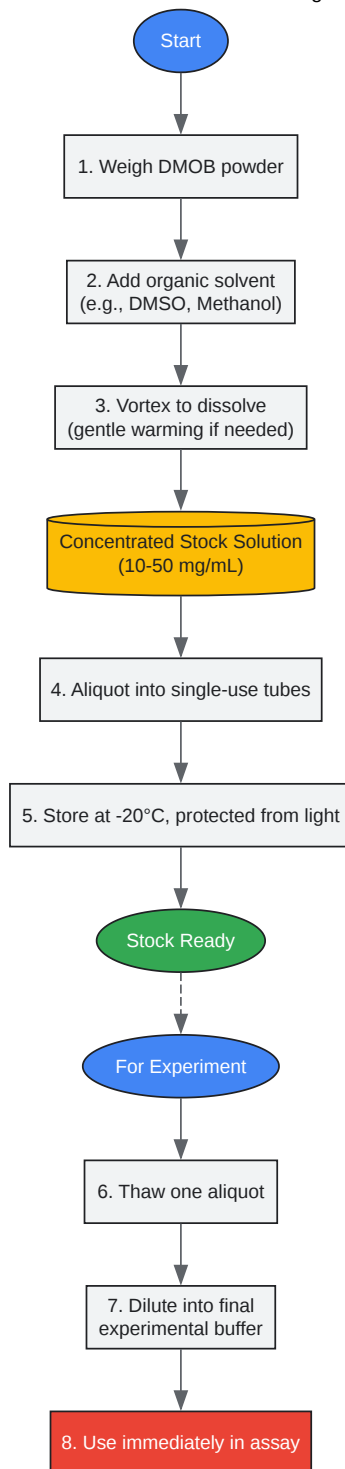 Start
1. Weigh DMOB powder
2. Add organic solvent
(e.g., DMSO, Methanol)
3. Vortex to dissolve
(gentle warming if needed)
Concentrated Stock Solution
(10-50 mg/mL)
4. Aliquot into single-use tubes
5. Store at -20°C, protected from light
Stock Ready
For Experiment
6. Thaw one aliquot
7. Dilute into final
experimental buffer
8. Use immediately in assay